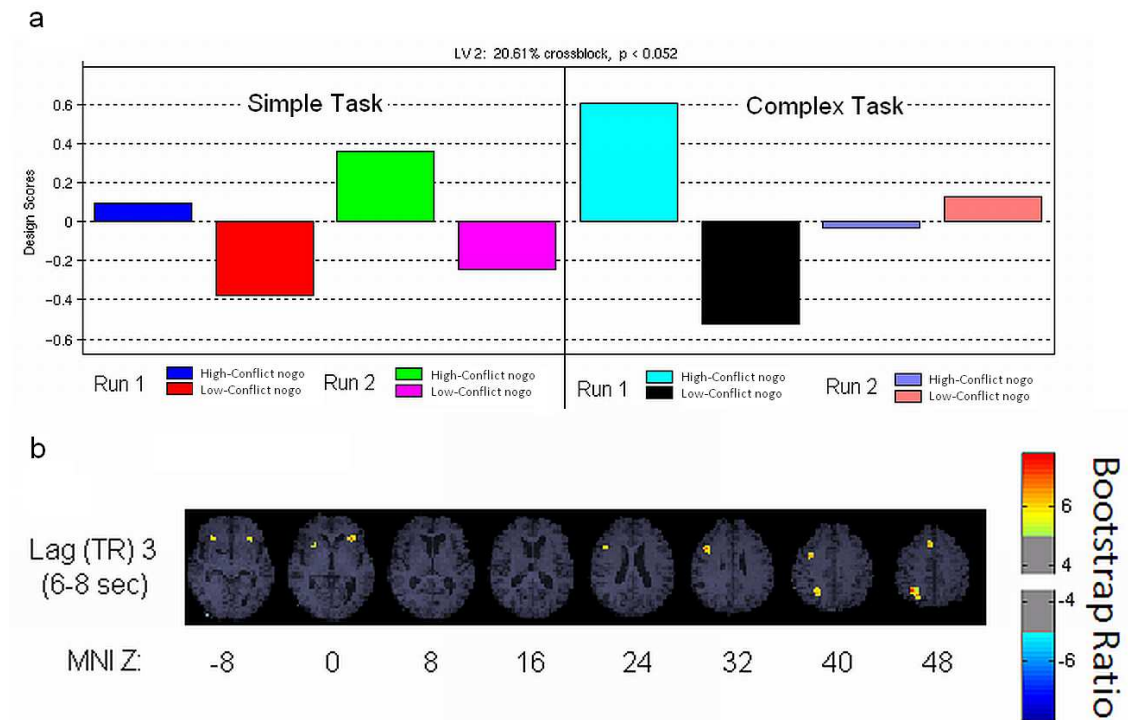 a
LV 2: 20.61% crossblock, p < 0.052
Simple Task
Complex Task
Design Scores
0.6
0.4
0.2
0
-0.2
-0.4
-0.6
Run 1
High-Conflict nogo
Low-Conflict nogo
Run 2
High-Conflict nogo
Low-Conflict nogo
Run 1
High-Conflict nogo
Low-Conflict nogo
Run 2
High-Conflict nogo
Low-Conflict nogo
b
Lag (TR) 3
(6-8 sec)
MNI Z: -8 0 8 16 24 32 40 48
6
4
-4
-6
Bootstrap Ratio